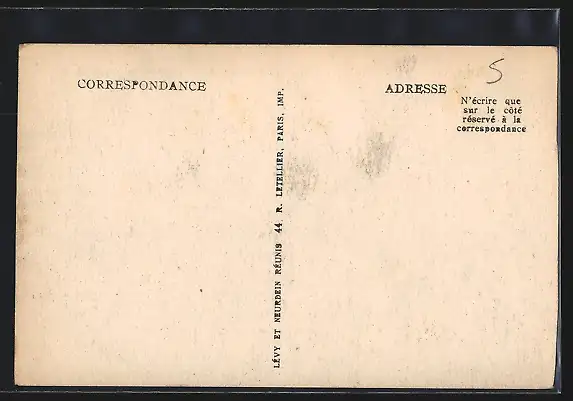 CORRESPONDANCE
LÉVY ET NEURDEIN RÉUNIS 44. R. LETELLIER, PARIS, IMP.
ADRESSE
5
N'écrire que
sur le côté
réservé à la
correspondance